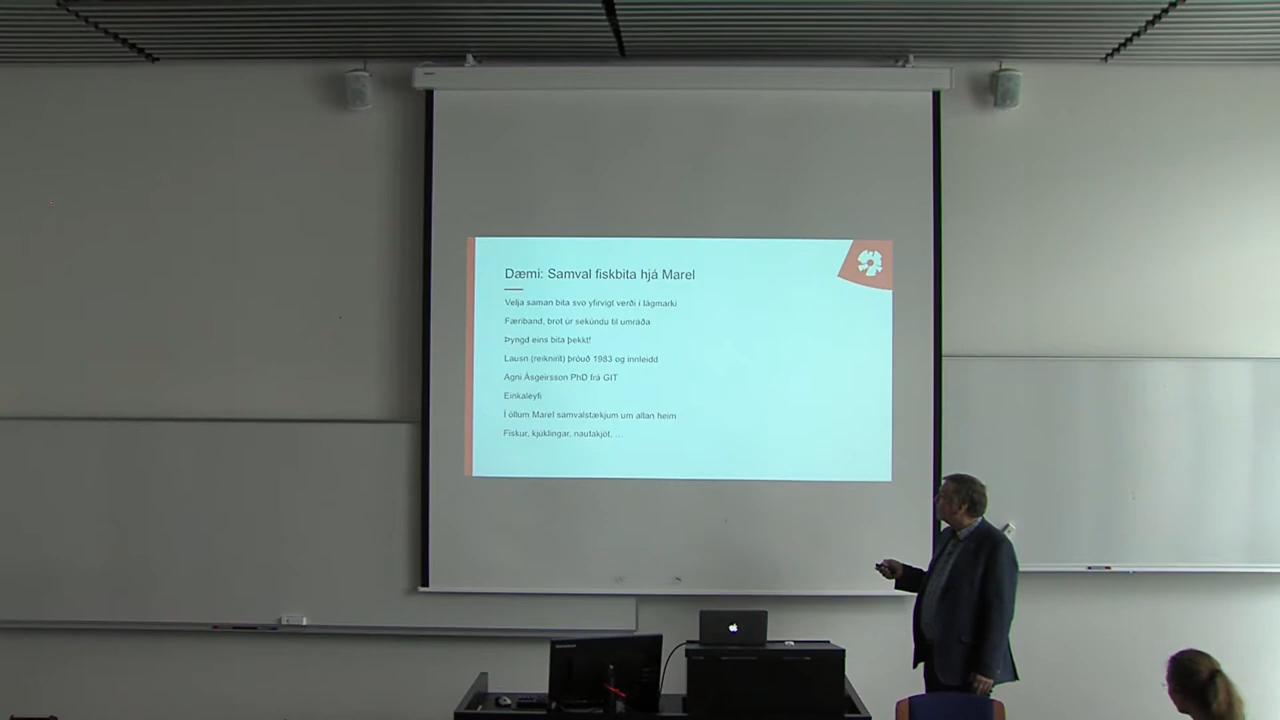 Dæmi: Samval fiskbita hjá Marel
Velja saman bita svo yfirvigt verði í lágmarki
Færiband, brot úr sekúndu til umráða
Þyngd eins bita þekkt!
Lausn (reiknirit) þróuð 1983 og innleidd
Agni Ásgeirsson PhD frá GIT
Einkaleyfi
Í öllum Marel samvalstækjum um allan heim
Fiskur, kjúklingar, nautakjöt, …